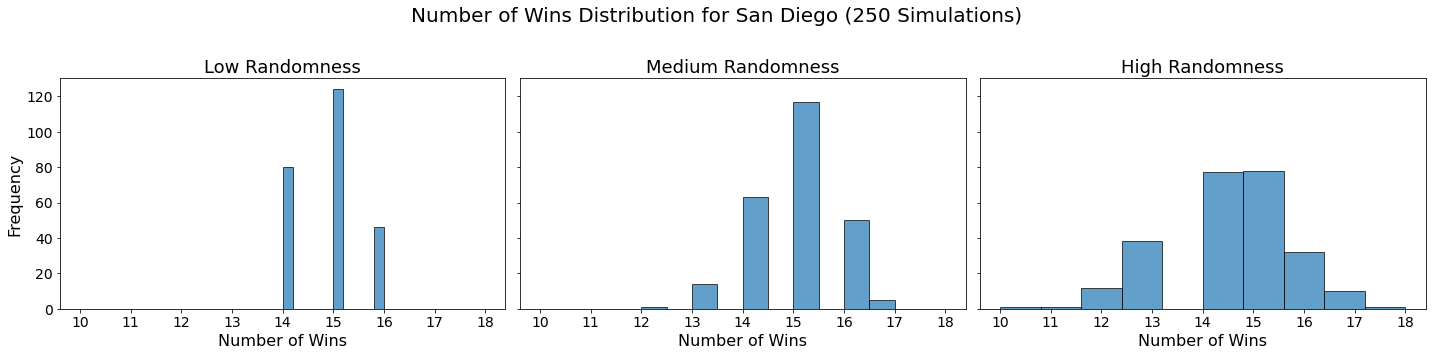 Number of Wins Distribution for San Diego (250 Simulations)
Low Randomness
Medium Randomness
High Randomness
Frequency
120
100
80
60
40
20
0
10 11 12 13 14 15 16 17 18
10 11 12 13 14 15 16 17 18
10 11 12 13 14 15 16 17 18
Number of Wins
Number of Wins
Number of Wins